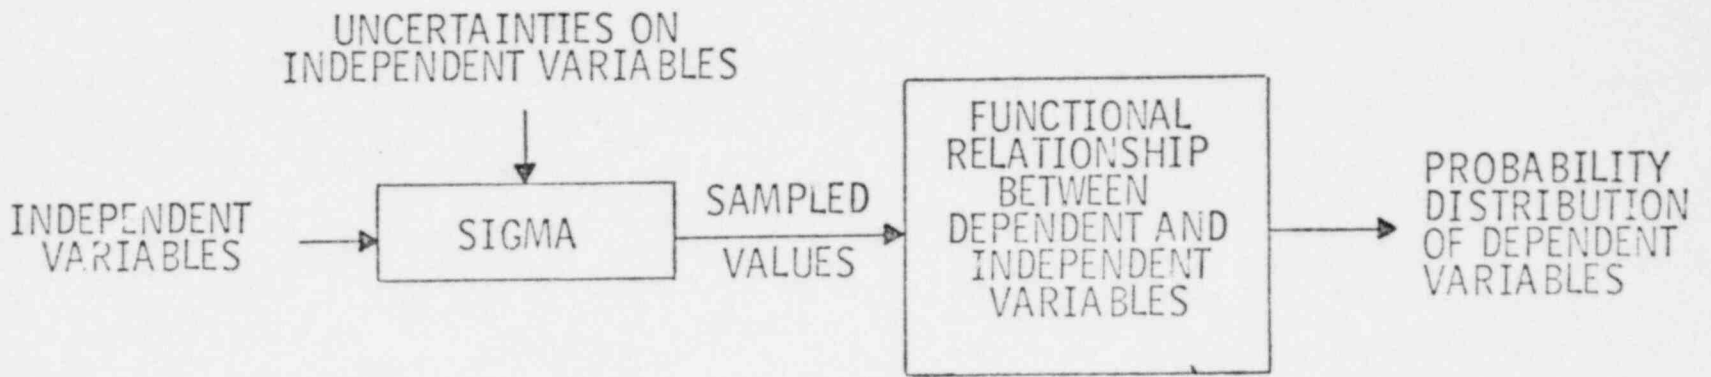 UNCERTAINTIES ON
INDEPENDENT VARIABLES
INDEPENDENT
VARIABLES
SIGMA
SAMPLED
VALUES
FUNCTIONAL
RELATIONSHIP
BETWEEN
DEPENDENT AND
INDEPENDENT
VARIABLES
PROBABILITY
DISTRIBUTION
OF DEPENDENT
VARIABLES